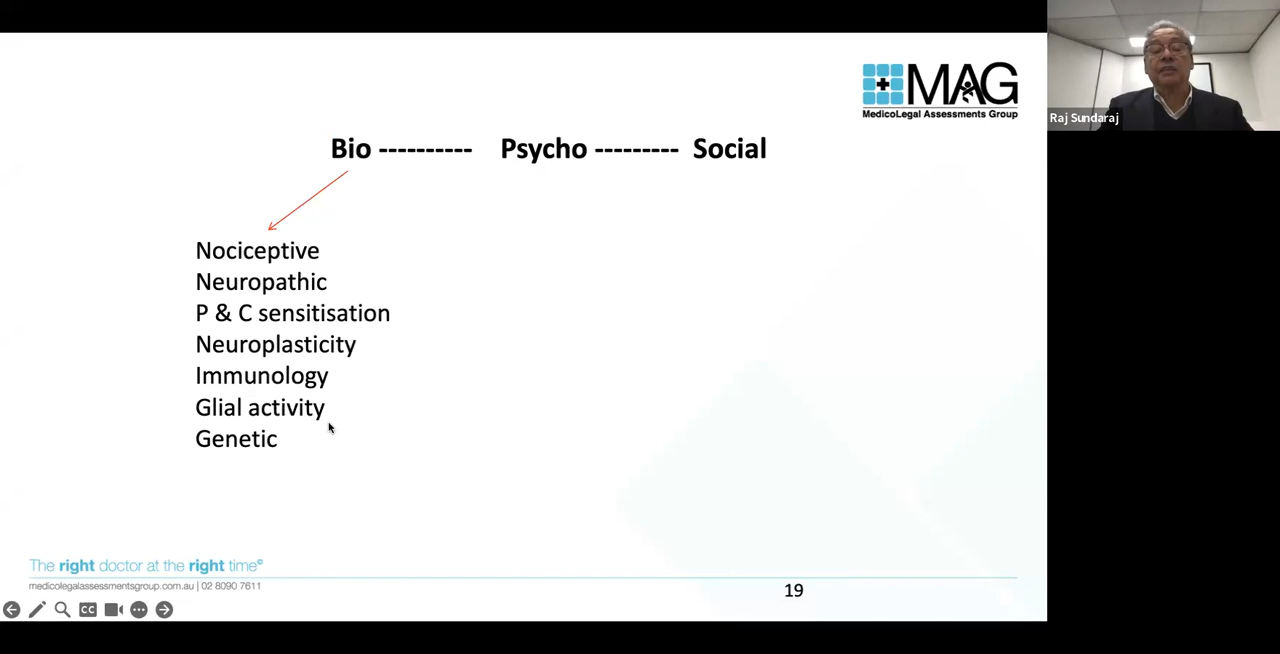 MAG
MedicoLegal Assessments Group
Raj Sundaraj
Bio ---------- Psycho --------- Social
Nociceptive
Neuropathic
P & C sensitisation
Neuroplasticity
Immunology
Glial activity
Genetic
The right doctor at the right time©
medicolegalassessmentsgroup.com.au | 02 8090 7611
19
CC